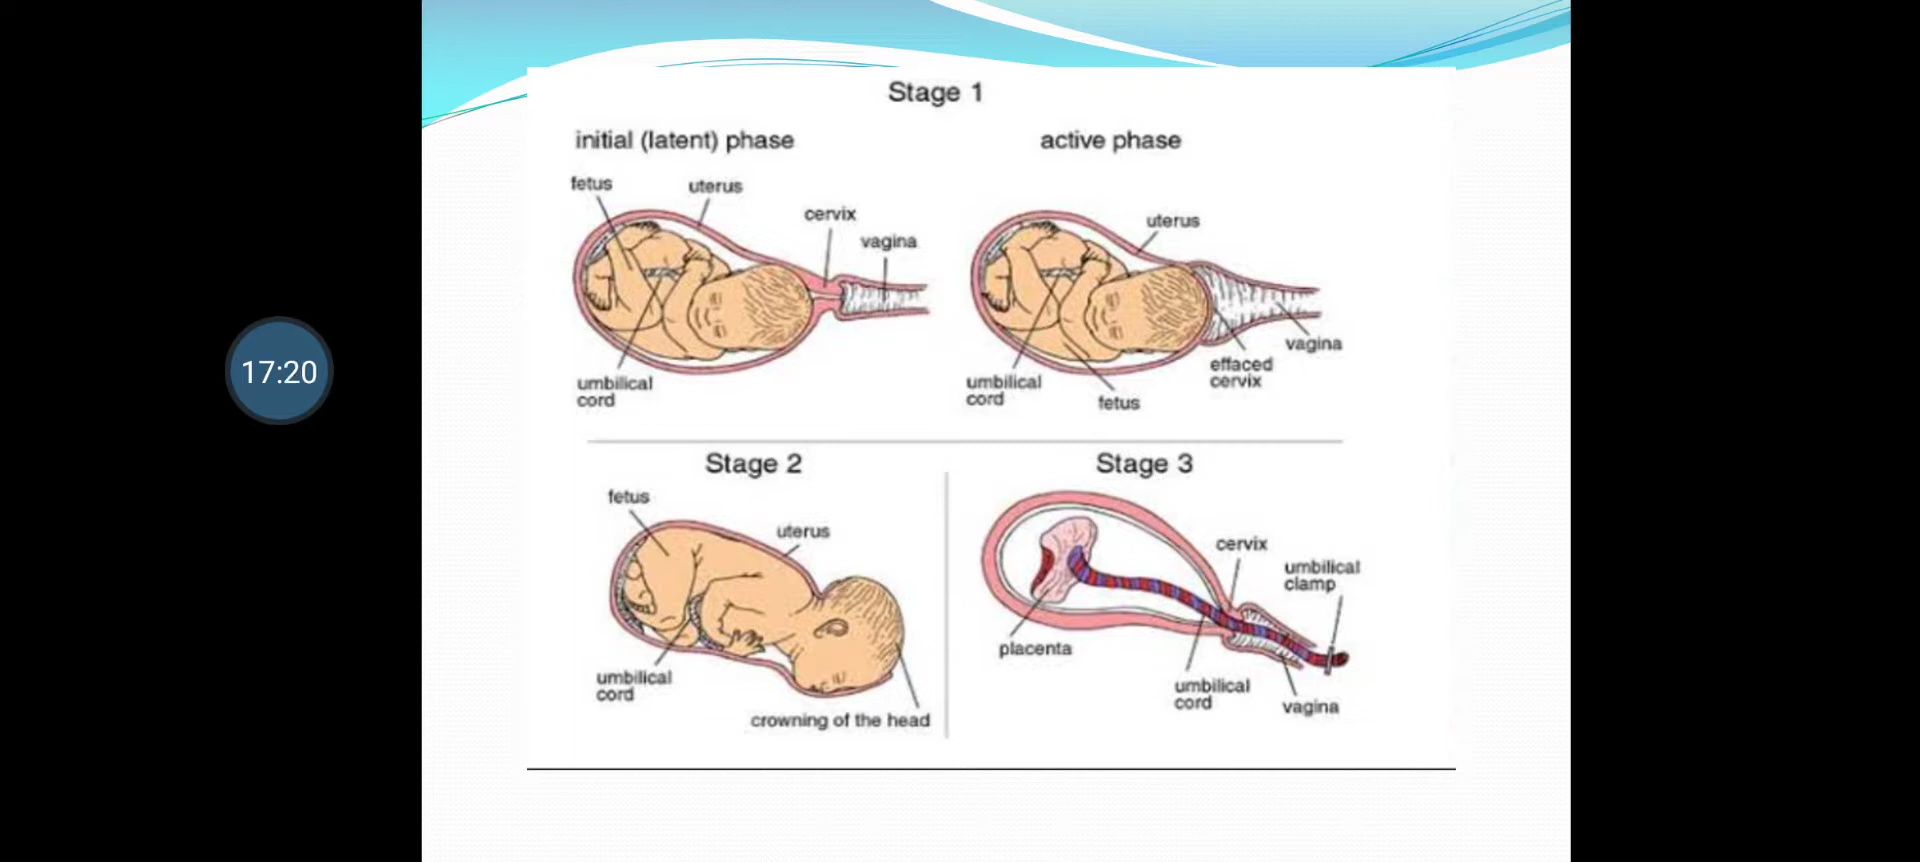 Stage 1
initial (latent) phase
active phase
fetus
uterus
cervix
vagina
umbilical
cord
uterus
vagina
effaced
cervix
umbilical
cord
fetus
17:20
Stage 2
fetus
uterus
umbilical
cord
crowning of the head
Stage 3
cervix
umbilical
clamp
placenta
umbilical
cord
vagina